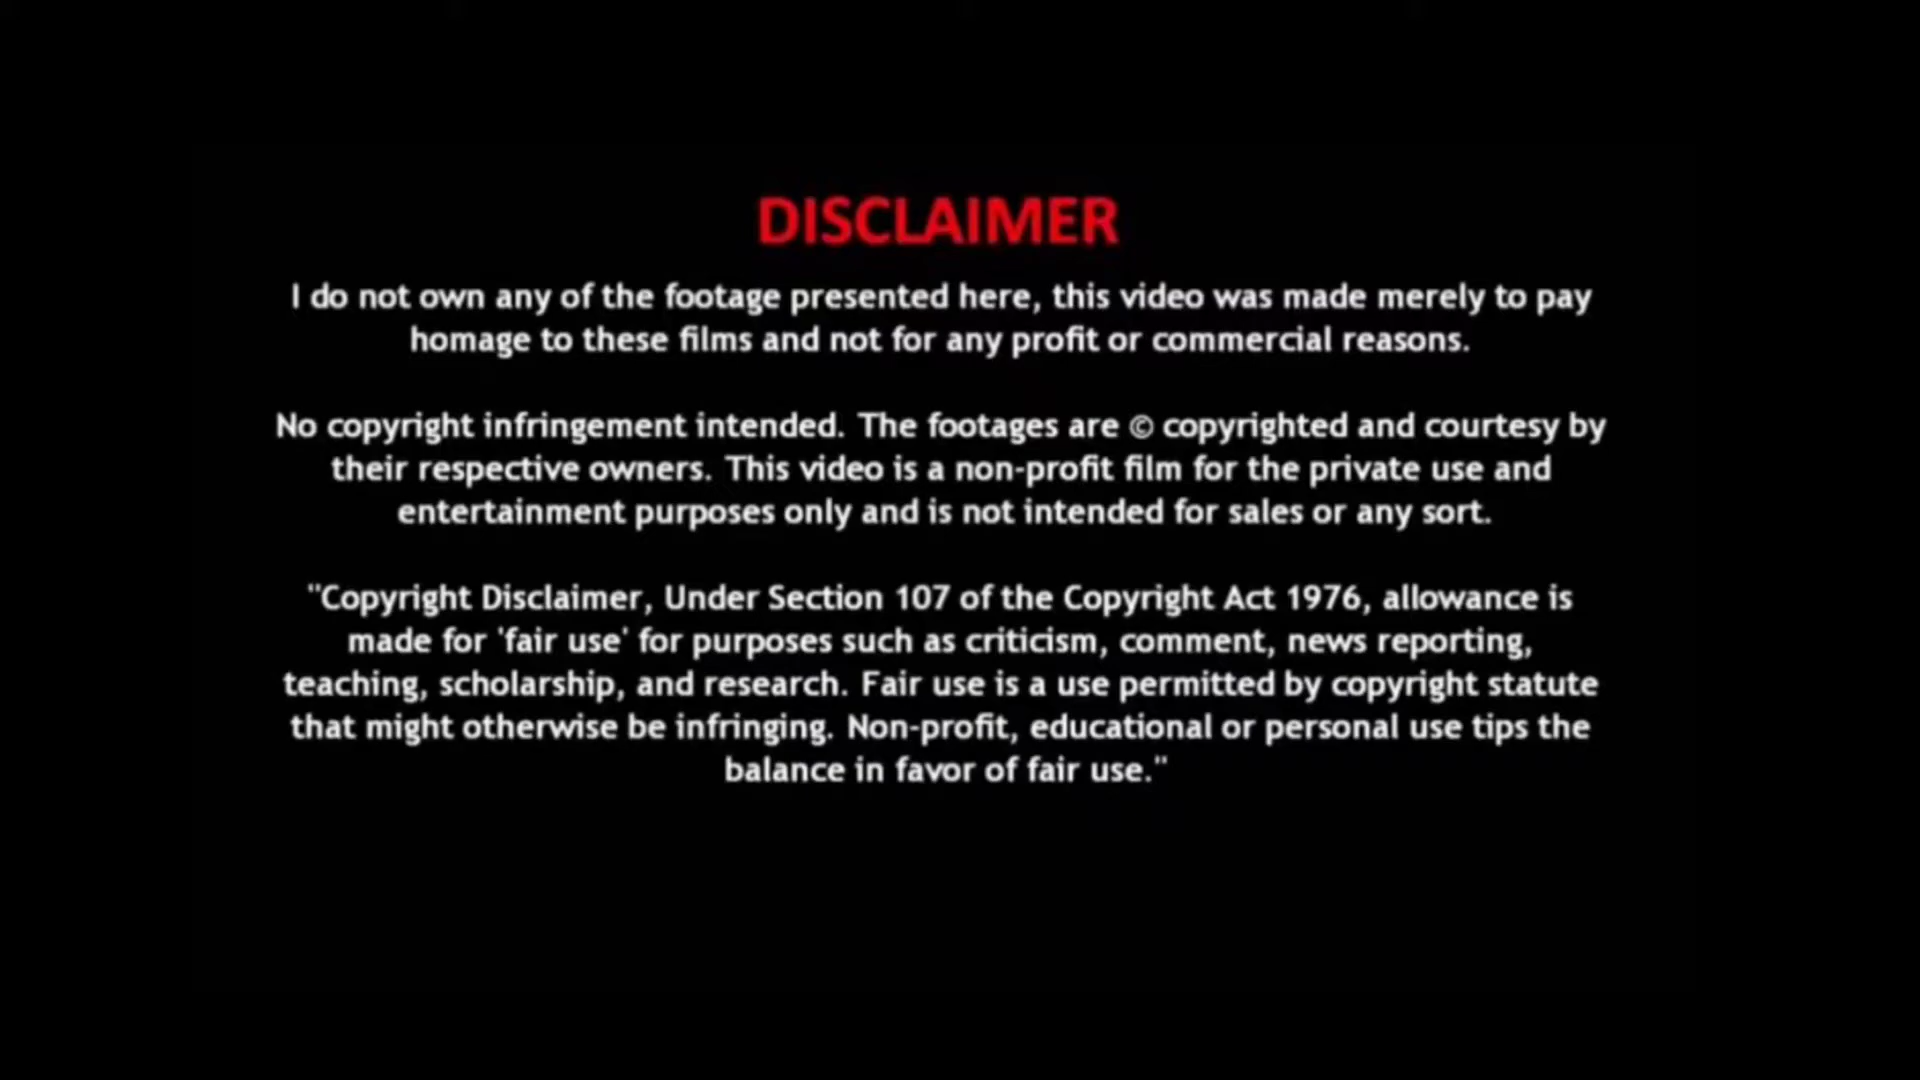 DISCLAIMER
I do not own any of the footage presented here, this video was made merely to pay
homage to these films and not for any profit or commercial reasons.
No copyright infringement intended. The footages are © copyrighted and courtesy by
their respective owners. This video is a non-profit film for the private use and
entertainment purposes only and is not intended for sales or any sort.
"Copyright Disclaimer, Under Section 107 of the Copyright Act 1976, allowance is
made for 'fair use' for purposes such as criticism, comment, news reporting,
teaching, scholarship, and research. Fair use is a use permitted by copyright statute
that might otherwise be infringing. Non-profit, educational or personal use tips the
balance in favor of fair use."